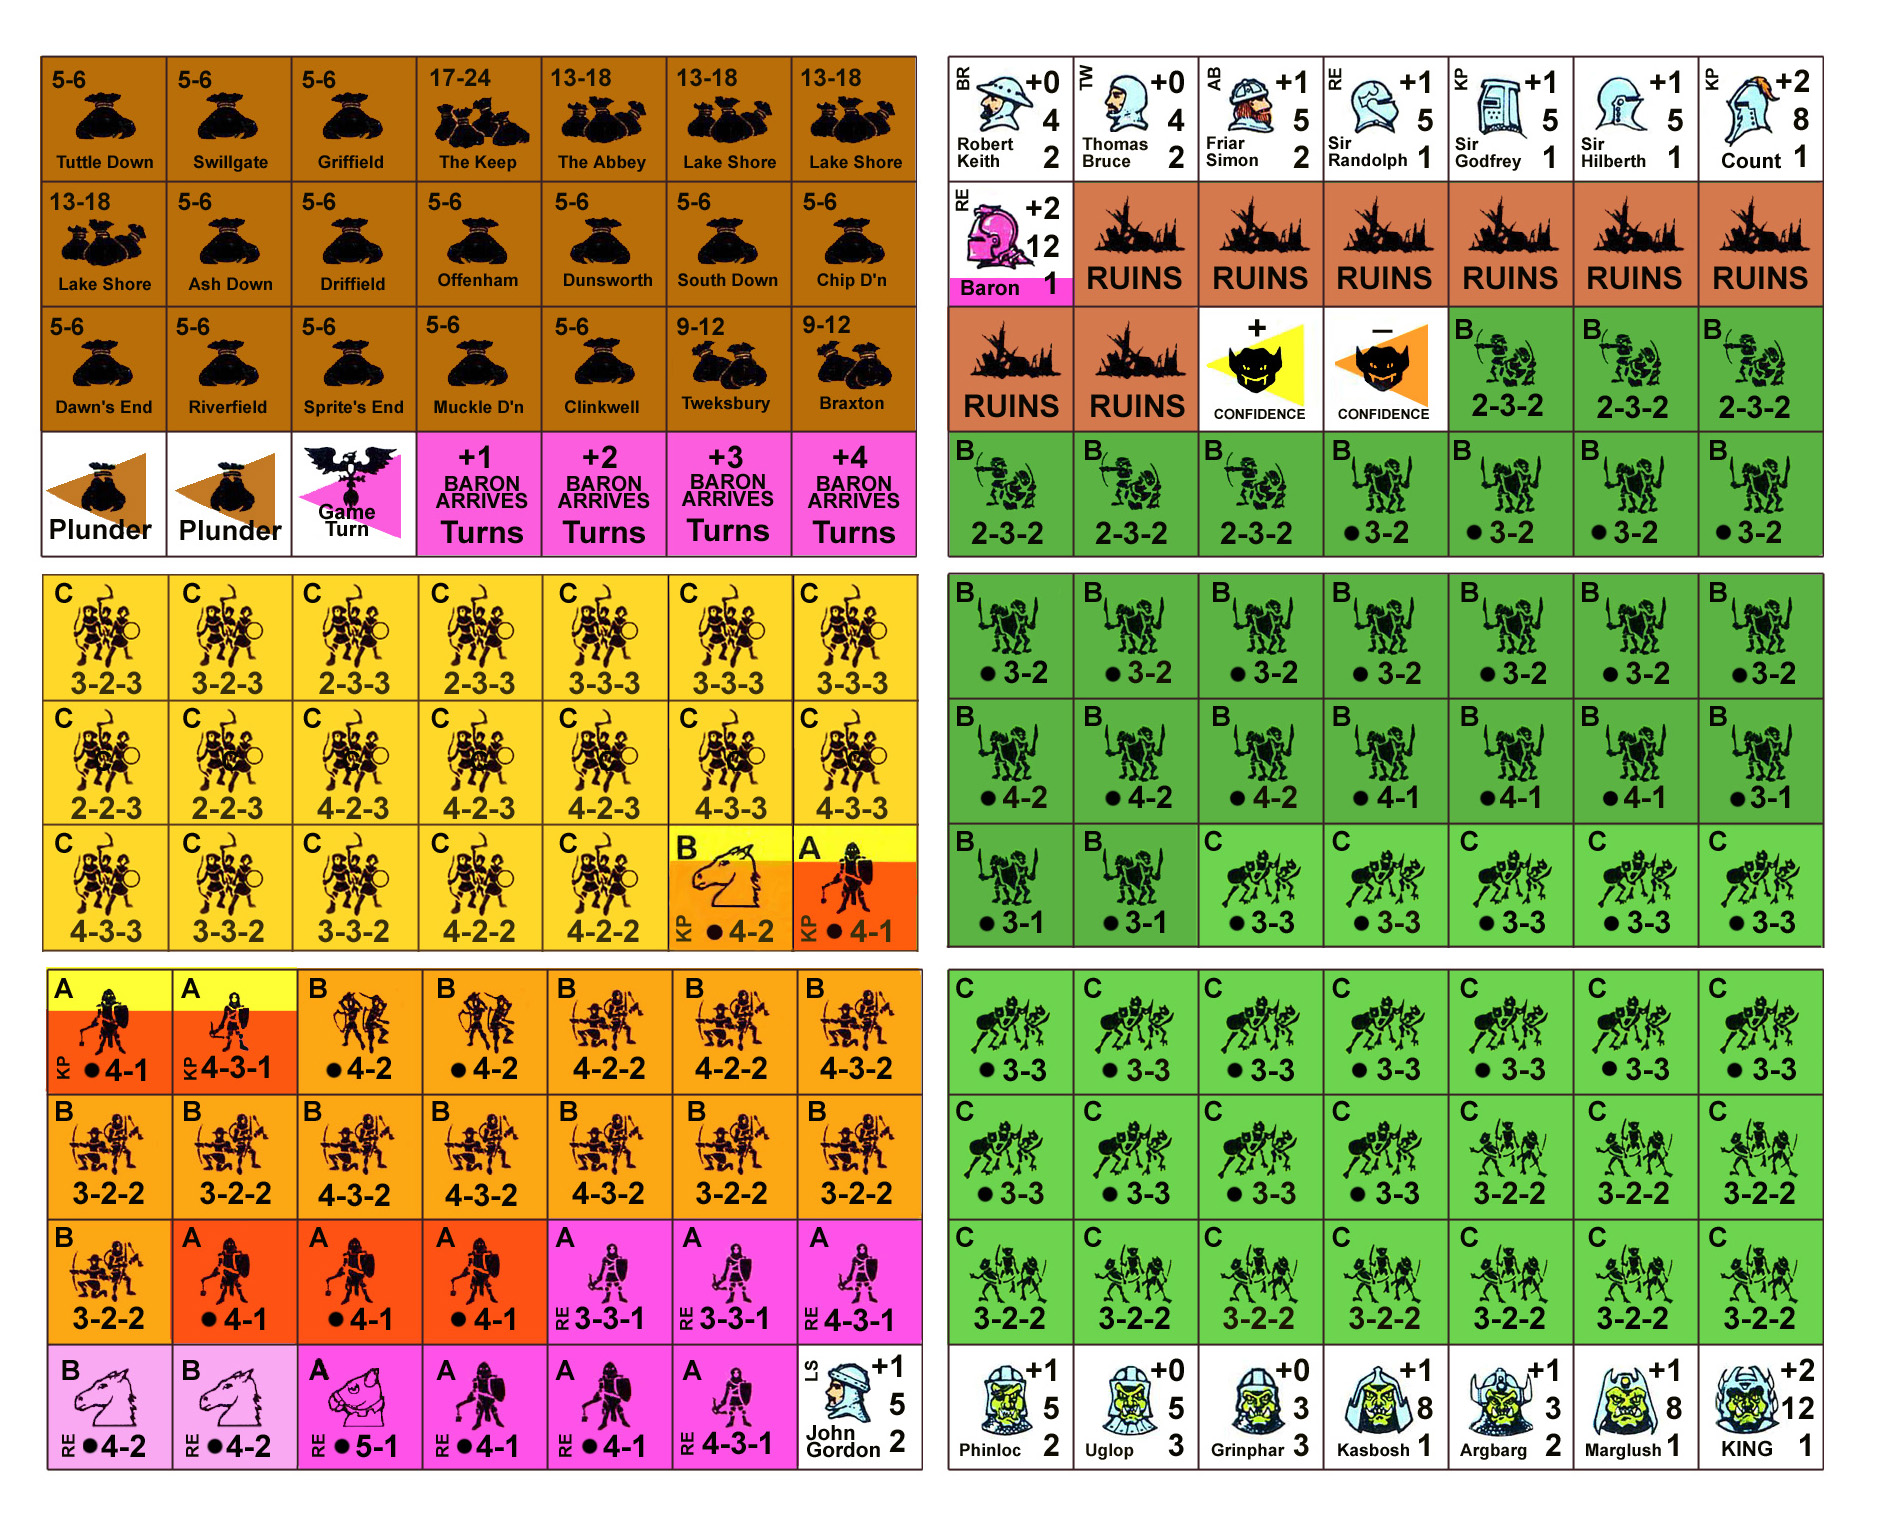 5-6 5-6 5-6 17-24 13-18 13-18 13-18
Tuttle Down Swillgate Griffield The Keep The Abbey Lake Shore Lake Shore
13-18 5-6 5-6 5-6 5-6 5-6 5-6
Lake Shore Ash Down Driffield Offenham Dunsworth South Down Chip D'n
5-6 5-6 5-6 5-6 5-6 9-12 9-12
Dawn's End Riverfield Sprite's End Muckle D'n Clinkwell Tweksbury Braxton
Plunder
Plunder
Game
Turn
+1
BARON
ARRIVES
Turns
+2
BARON
ARRIVES
Turns
+3
BARON
ARRIVES
Turns
+4
BARON
ARRIVES
Turns
BR +0
4
Robert
Keith 2
TW +0
4
Thomas
Bruce 2
AB +1
5
Friar
Simon 2
RE +1
5
Sir
Randolph 1
KP +1
5
Sir
Godfrey 1
+1
5
Sir
Hilberth 1
KP +2
8
Count 1
RE +2
12
Baron 1
RUINS RUINS RUINS RUINS RUINS RUINS
RUINS RUINS
+
CONFIDENCE
–
CONFIDENCE
B B B
2-3-2 2-3-2 2-3-2
B B B B B B B
2-3-2 2-3-2 2-3-2 ●3-2 ●3-2 ●3-2 ●3-2
C C C C C C C
3-2-3 3-2-3 2-3-3 2-3-3 3-3-3 3-3-3 3-3-3
C C C C C C C
2-2-3 2-2-3 4-2-3 4-2-3 4-2-3 4-3-3 4-3-3
C C C C C B A
4-3-3 3-3-2 3-3-2 4-2-2 4-2-2 KP ●4-2 KP ●4-1
B B B B B B B
●3-2 ●3-2 ●3-2 ●3-2 ●3-2 ●3-2 ●3-2
B B B B B B B
●4-2 ●4-2 ●4-2 ●4-1 ●4-1 ●4-1 ●3-1
B B C C C C C
●3-1 ●3-1 ●3-3 ●3-3 ●3-3 ●3-3 ●3-3
A A B B B B B
KP ●4-1 KP 4-3-1 ●4-2 ●4-2 4-2-2 4-2-2 4-3-2
B B B B B B B
3-2-2 3-2-2 4-3-2 4-3-2 4-3-2 3-2-2 3-2-2
B A A A A A A
3-2-2 ●4-1 ●4-1 ●4-1 RE 3-3-1 RE 3-3-1 RE 4-3-1
B B A A A A
RE ●4-2 RE ●4-2 RE ●5-1 RE ●4-1 RE ●4-1 RE 4-3-1
LS +1
5
John
Gordon 2
C C C C C C C
●3-3 ●3-3 ●3-3 ●3-3 ●3-3 ●3-3 ●3-3
C C C C C C C
●3-3 ●3-3 ●3-3 ●3-3 3-2-2 3-2-2 3-2-2
C C C C C C C
3-2-2 3-2-2 3-2-2 3-2-2 3-2-2 3-2-2 3-2-2
+1
5
Phinloc 2
+0
5
Uglop 3
+0
3
Grinphar 3
+1
8
Kasbosh 1
+1
3
Argbarg 2
+1
8
Marglush 1
+2
12
KING 1